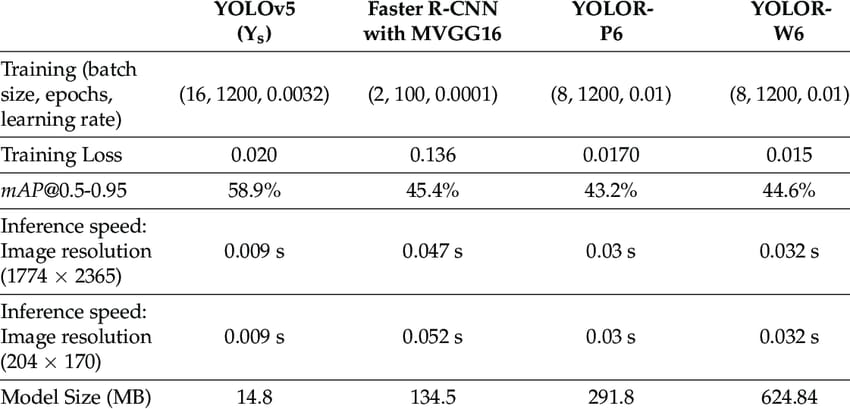 YOLOv5 Faster R-CNN YOLOR- YOLOR-
(Ys) with MVGG16 P6 W6
Training (batch
size, epochs, (16, 1200, 0.0032) (2, 100, 0.0001) (8, 1200, 0.01) (8, 1200, 0.01)
learning rate)
Training Loss 0.020 0.136 0.0170 0.015
mAP@0.5-0.95 58.9% 45.4% 43.2% 44.6%
Inference speed:
Image resolution 0.009 s 0.047 s 0.03 s 0.032 s
(1774 × 2365)
Inference speed:
Image resolution 0.009 s 0.052 s 0.03 s 0.032 s
(204 × 170)
Model Size (MB) 14.8 134.5 291.8 624.84